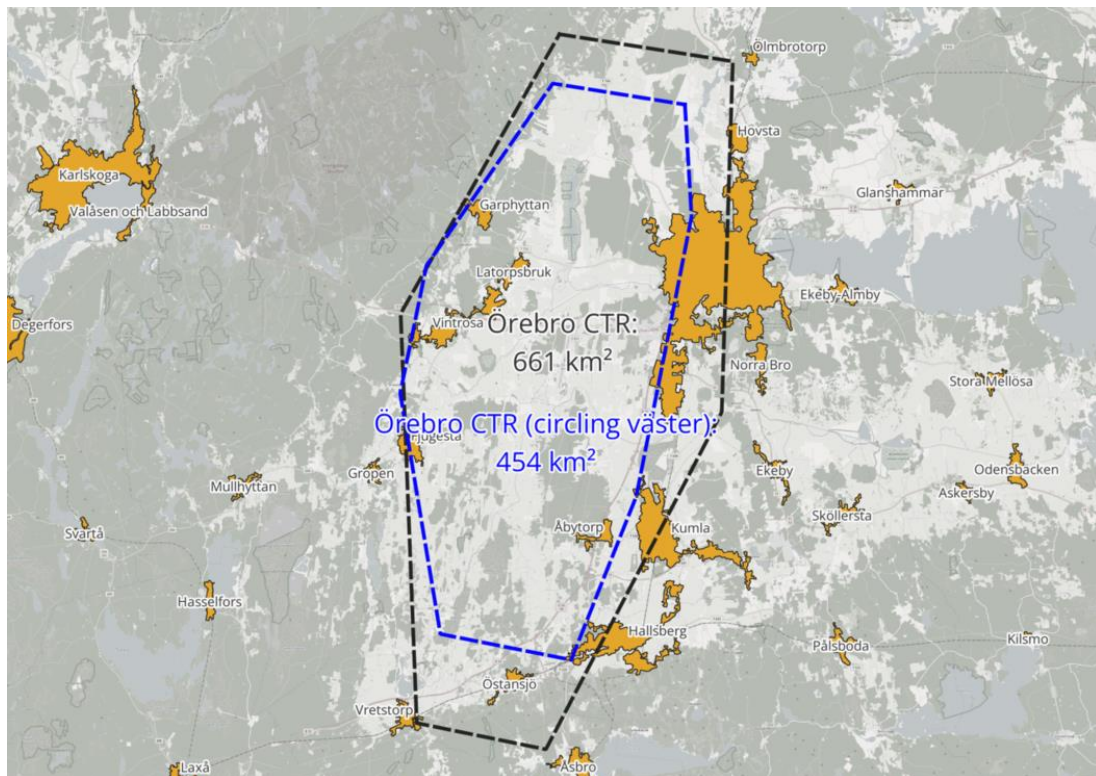 Ölmbrotorp
Hovsta
Karlskoga
Glanshammar
Valåsen och Labbsand
Garphyttan
Latorpsbruk
Ekeby-Almby
Degerfors
Vintrosa
Örebro CTR:
661 km²
Norra Bro
Stora Mellösa
Örebro CTR (circling väster):
454 km²
Fjugesta
Gropen
Ekeby
Odensbacken
Mullhyttan
Askersby
Sköllersta
Svartå
Åbytorp
Kumla
Hasselfors
Hallsberg
Pålsboda
Kilsmo
Östansjö
Vretstorp
Laxå
Åsbro